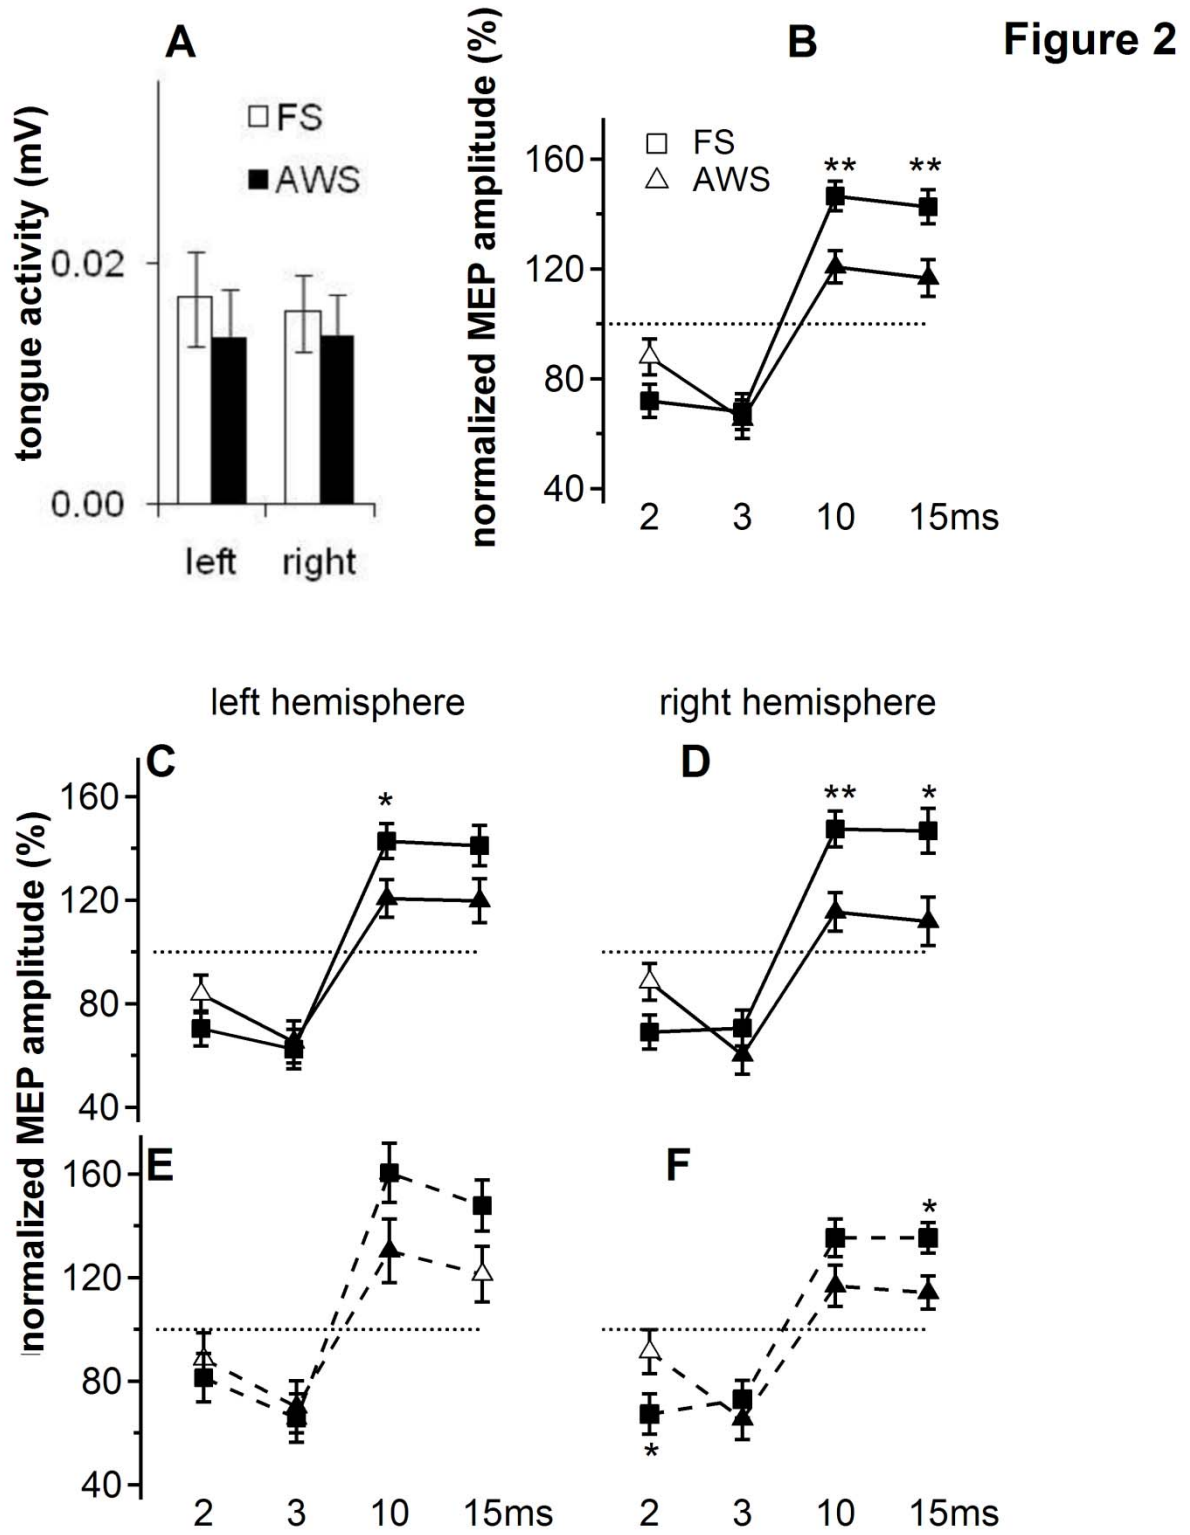 Figure 2
A
tongue activity (mV)
FS
AWS
0.02
0.00
left right
B
normalized MEP amplitude (%)
FS
AWS
160
120
80
40
** **
2 3 10 15ms
left hemisphere right hemisphere
normalized MEP amplitude (%)
C
160
120
80
40
*
D
** *
E
160
120
80
40
2 3 10 15ms
F
*
*
2 3 10 15ms